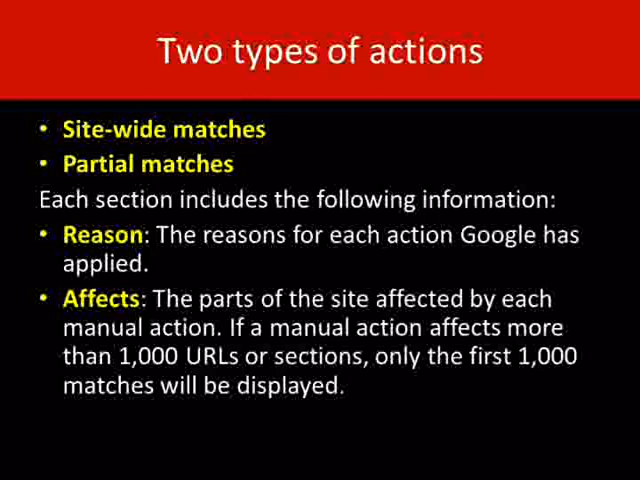 Two types of actions
• Site-wide matches
• Partial matches
Each section includes the following information:
• Reason: The reasons for each action Google has
applied.
• Affects: The parts of the site affected by each
manual action. If a manual action affects more
than 1,000 URLs or sections, only the first 1,000
matches will be displayed.